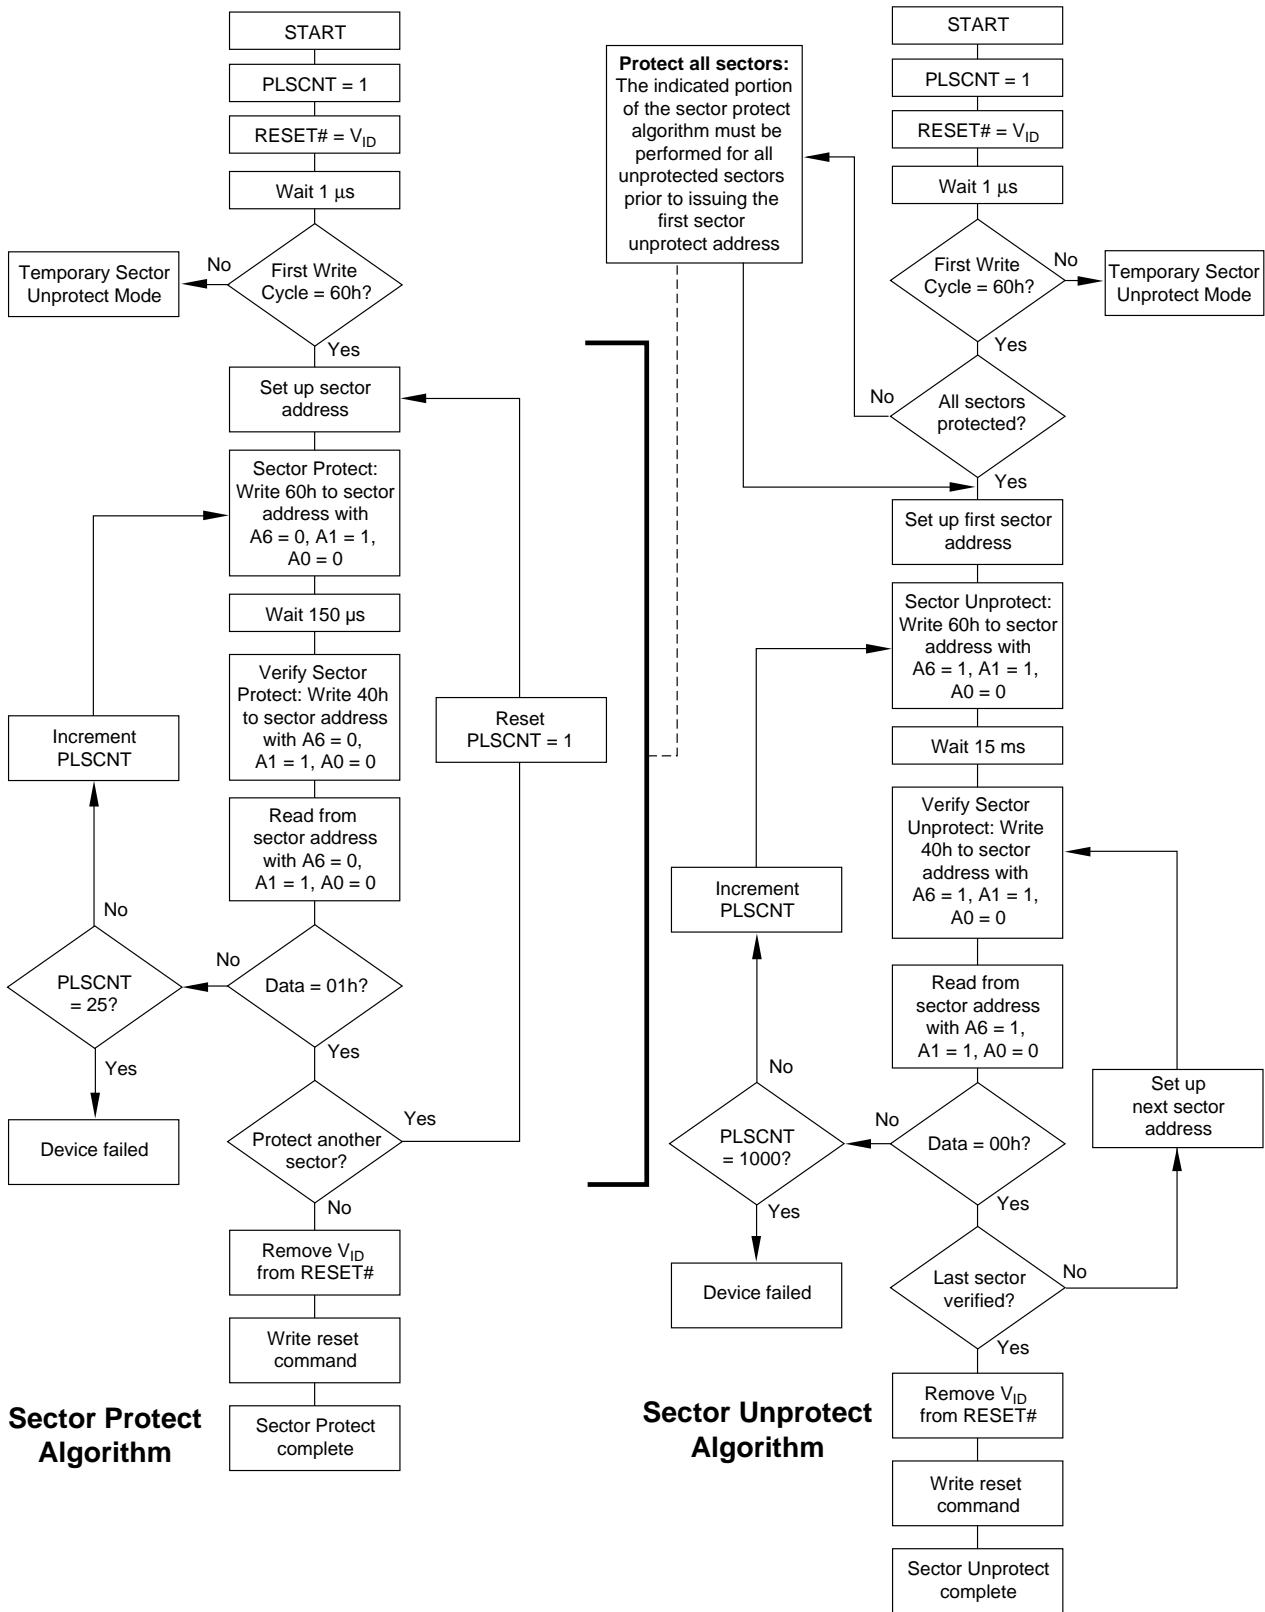 START
PLSCNT = 1
RESET# = VID
Wait 1 μs
First Write
Cycle = 60h?
No
Temporary Sector
Unprotect Mode
Yes
Set up sector
address
Sector Protect:
Write 60h to sector
address with
A6 = 0, A1 = 1,
A0 = 0
Wait 150 µs
Verify Sector
Protect: Write 40h
to sector address
with A6 = 0,
A1 = 1, A0 = 0
Increment
PLSCNT
Reset
PLSCNT = 1
Read from
sector address
with A6 = 0,
A1 = 1, A0 = 0
No
No
PLSCNT
= 25?
Data = 01h?
Yes
Yes
Device failed
Protect another
sector?
Yes
No
Remove VID
from RESET#
Write reset
command
Sector Protect
complete
Sector Protect
Algorithm
Protect all sectors:
The indicated portion
of the sector protect
algorithm must be
performed for all
unprotected sectors
prior to issuing the
first sector
unprotect address
START
PLSCNT = 1
RESET# = VID
Wait 1 μs
First Write
Cycle = 60h?
No
Temporary Sector
Unprotect Mode
Yes
No
All sectors
protected?
Yes
Set up first sector
address
Sector Unprotect:
Write 60h to sector
address with
A6 = 1, A1 = 1,
A0 = 0
Wait 15 ms
Verify Sector
Unprotect: Write
40h to sector
address with
A6 = 1, A1 = 1,
A0 = 0
Increment
PLSCNT
Read from
sector address
with A6 = 1,
A1 = 1, A0 = 0
No
No
Set up
next sector
address
PLSCNT
= 1000?
Data = 00h?
Yes
Yes
Device failed
Last sector
verified?
No
Yes
Remove VID
from RESET#
Write reset
command
Sector Unprotect
complete
Sector Unprotect
Algorithm